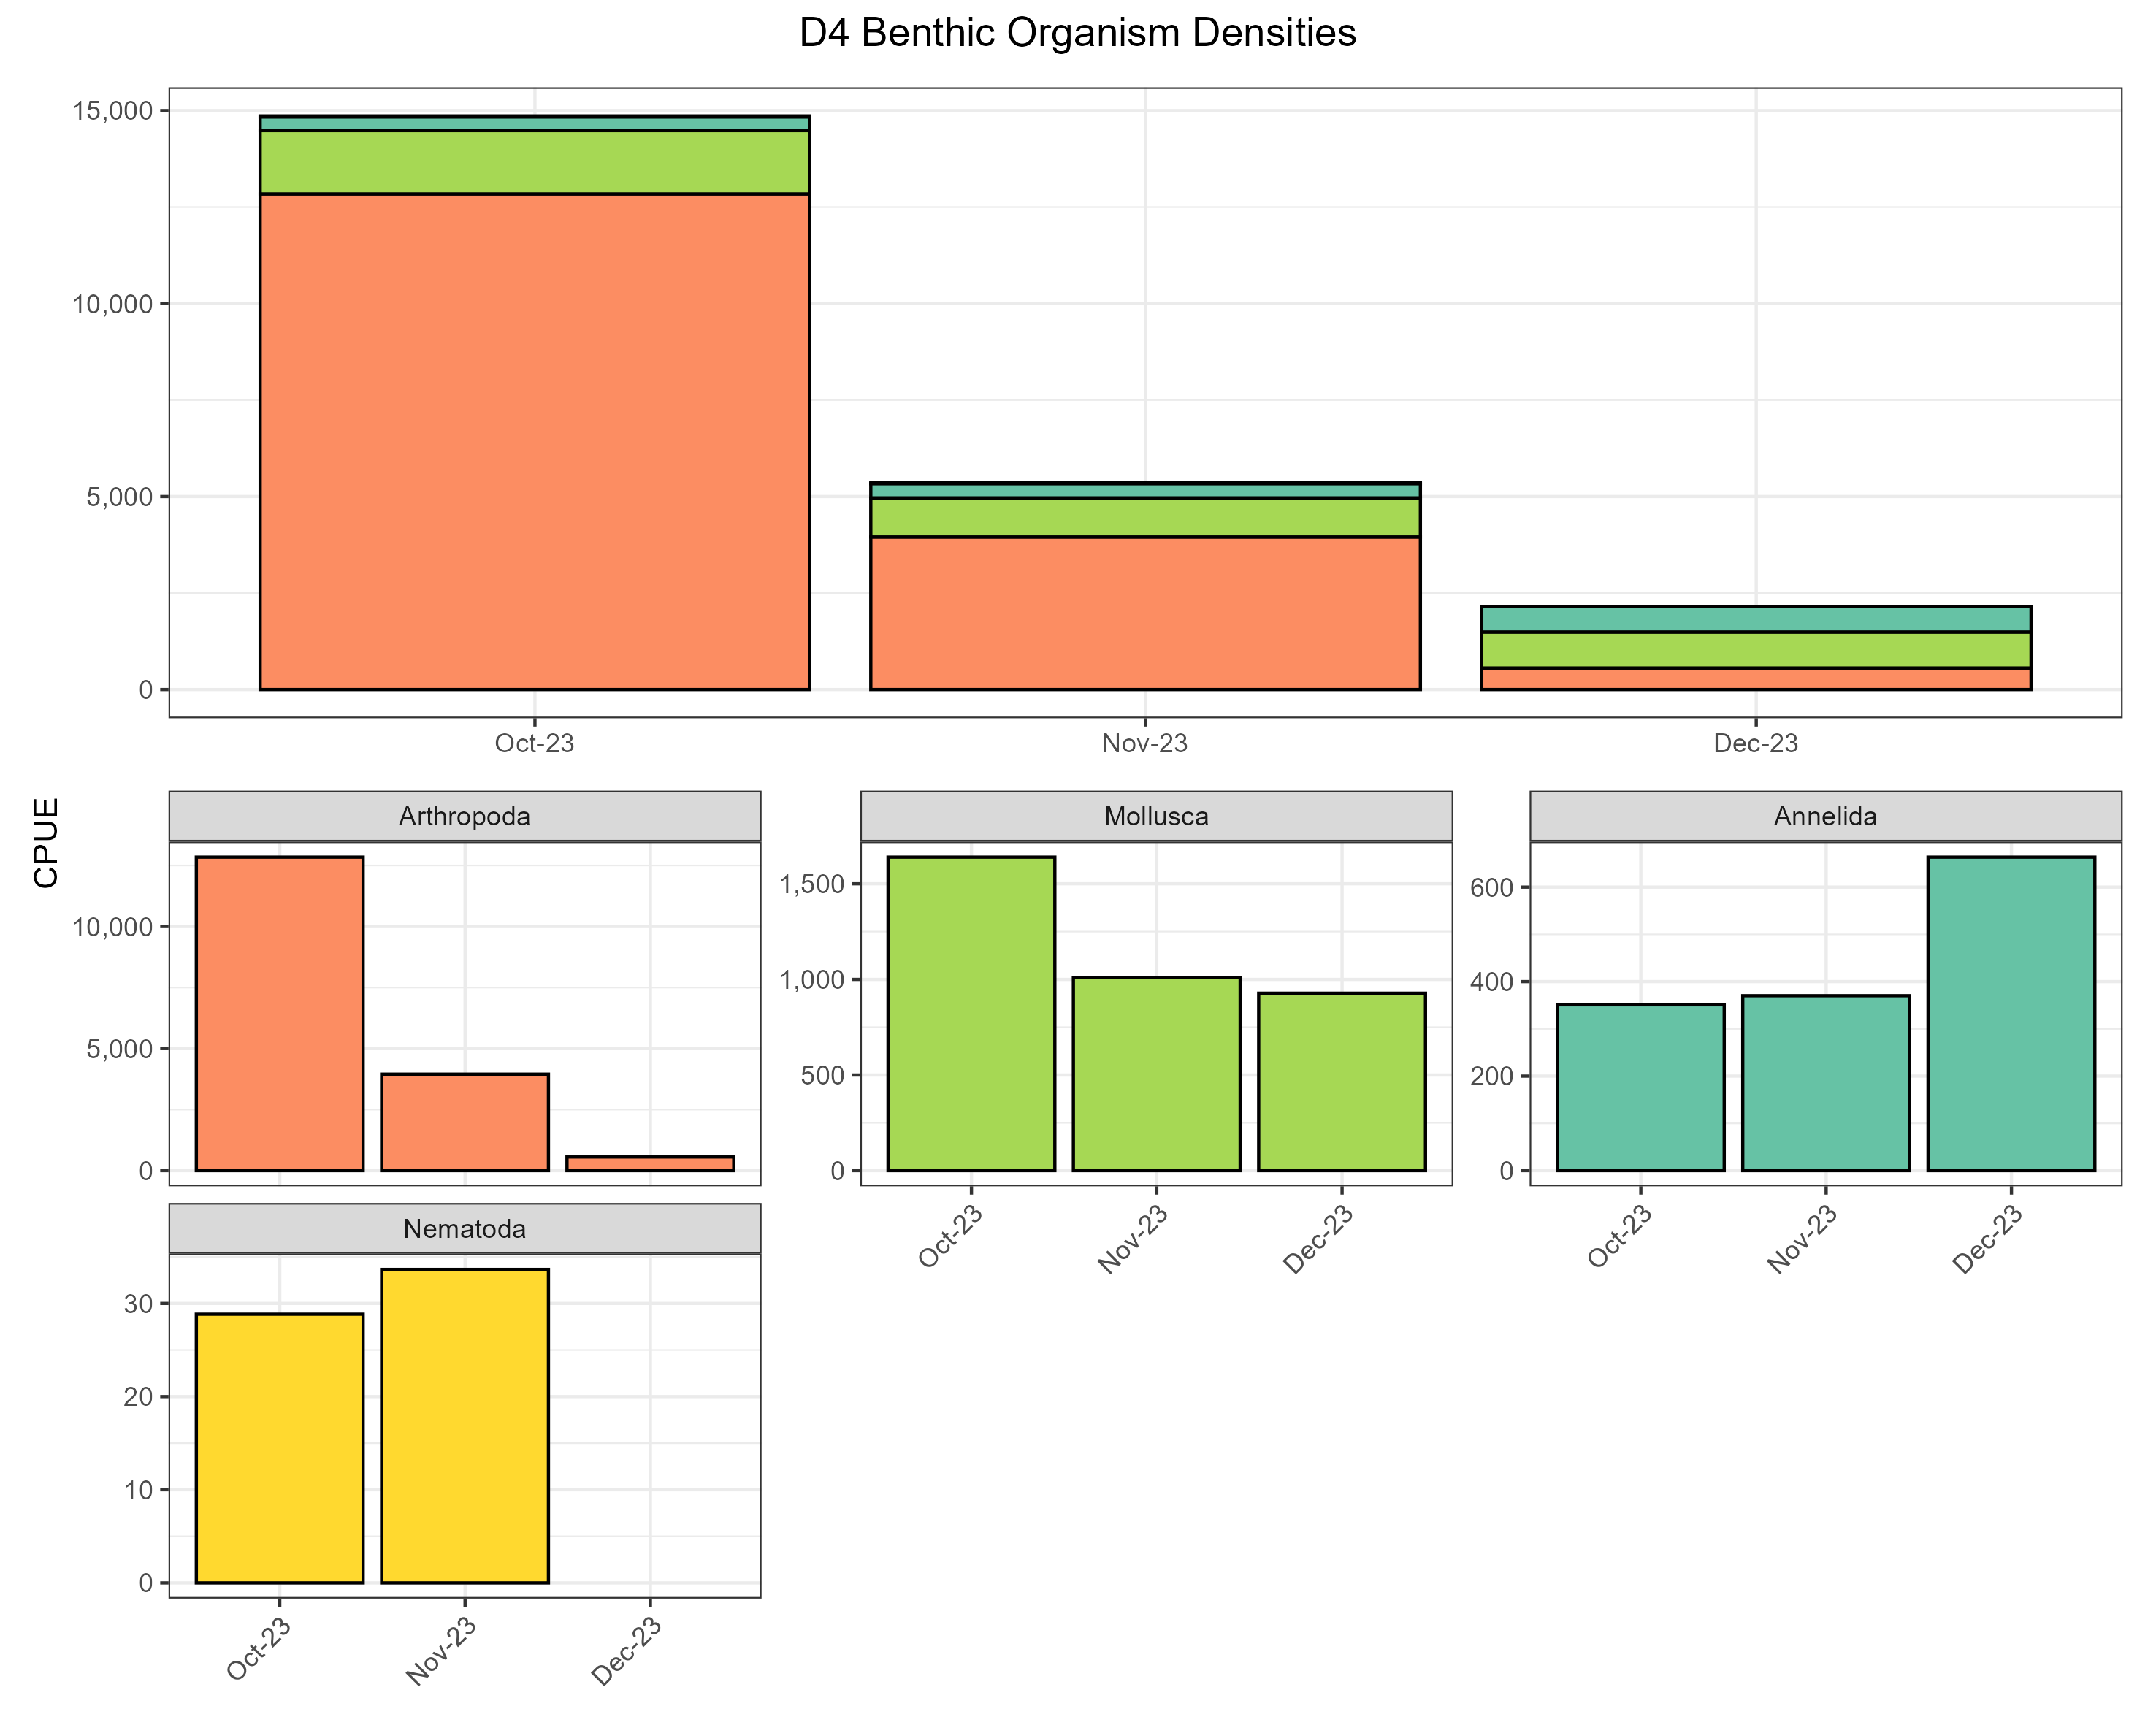 D4 Benthic Organism Densities
15,000
10,000
5,000
0
Oct-23
Nov-23
Dec-23
CPUE
Arthropoda
10,000
5,000
0
Mollusca
1,500
1,000
500
0
Oct-23
Nov-23
Dec-23
Annelida
600
400
200
0
Oct-23
Nov-23
Dec-23
Nematoda
30
20
10
0
Oct-23
Nov-23
Dec-23